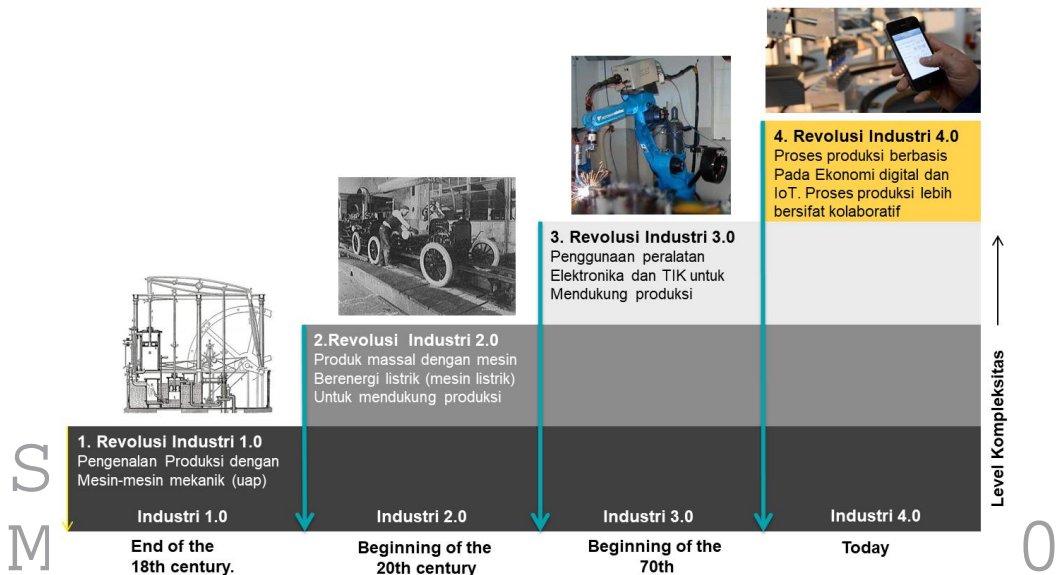 4. Revolusi Industri 4.0
Proses produksi berbasis
Pada Ekonomi digital dan
IoT. Proses produksi lebih
bersifat kolaboratif
3. Revolusi Industri 3.0
Penggunaan peralatan
Elektronika dan TIK untuk
Mendukung produksi
2.Revolusi Industri 2.0
Produk massal dengan mesin
Berenergi listrik (mesin listrik)
Untuk mendukung produksi
1. Revolusi Industri 1.0
Pengenalan Produksi dengan
Mesin-mesin mekanik (uap)
Level Kompleksitas
Industri 1.0
Industri 2.0
Industri 3.0
Industri 4.0
End of the
18th century.
Beginning of the
20th century
Beginning of the
70th
Today
S
M
0